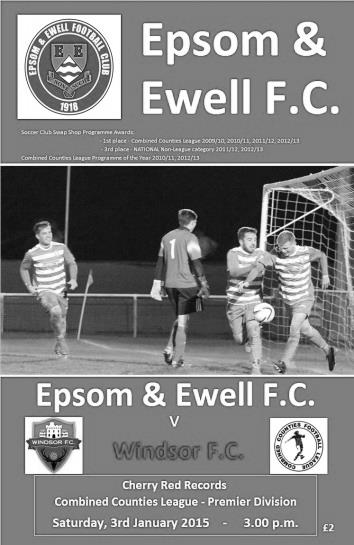 EPSOM & EWELL FOOTBALL CLUB
1918
Epsom &
Ewell F.C.
Soccer Club Swap Shop Programme Awards:
- 1st place - Combined Counties League 2009/10, 2010/11, 2011/12, 2012/13
- 3rd place - NATIONAL Non-League category 2011/12, 2012/13
Combined Counties League Programme of the Year 2010/11, 2012/13
1
Epsom & Ewell F.C.
V
WINDSOR F.C.
Windsor F.C.
COMBINED COUNTIES FOOTBALL LEAGUE
Cherry Red Records
Combined Counties League - Premier Division
Saturday, 3rd January 2015 - 3.00 p.m.
£2